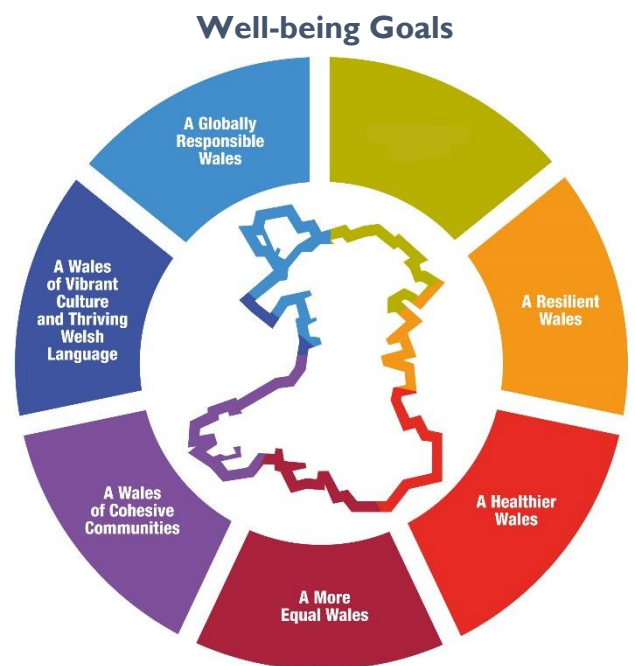 Well-being Goals
A Globally
Responsible
Wales
A Resilient
Wales
A Healthier
Wales
A More
Equal Wales
A Wales
of Cohesive
Communities
A Wales
of Vibrant
Culture
and Thriving
Welsh
Language